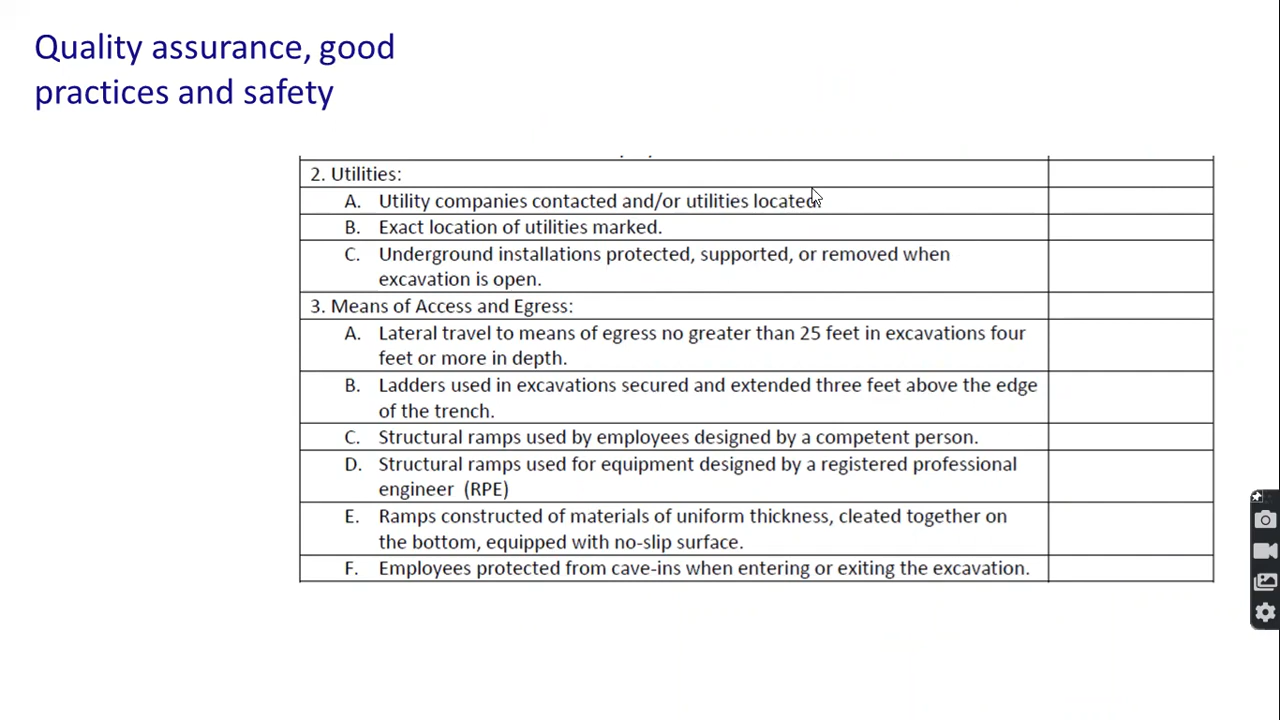 Quality assurance, good
practices and safety
2. Utilities:
A. Utility companies contacted and/or utilities located.
B. Exact location of utilities marked.
C. Underground installations protected, supported, or removed when
excavation is open.
3. Means of Access and Egress:
A. Lateral travel to means of egress no greater than 25 feet in excavations four
feet or more in depth.
B. Ladders used in excavations secured and extended three feet above the edge
of the trench.
C. Structural ramps used by employees designed by a competent person.
D. Structural ramps used for equipment designed by a registered professional
engineer (RPE)
E. Ramps constructed of materials of uniform thickness, cleated together on
the bottom, equipped with no-slip surface.
F. Employees protected from cave-ins when entering or exiting the excavation.